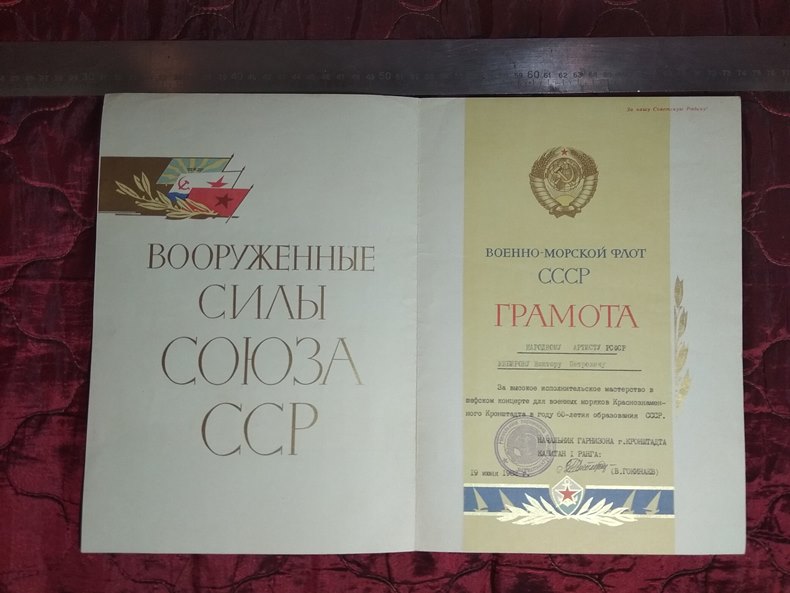 ВООРУЖЕННЫЕ
СИЛЫ
СОЮЗА
ССР
За нашу Советскую Родину!
ВОЕННО-МОРСКОЙ ФЛОТ
СССР
ГРАМОТА
НАРОДНОМУ АРТИСТУ РСФСР
Виктору Петровичу
За высокое исполнительское мастерство в
шефском концерте для военных моряков Краснознамен-
ного Кронштадта в году 60-летия образования СССР.
НАЧАЛЬНИК ГАРНИЗОНА г.КРОНШТАДТА
КАПИТАН I РАНГА:
19 июня 1982 г.